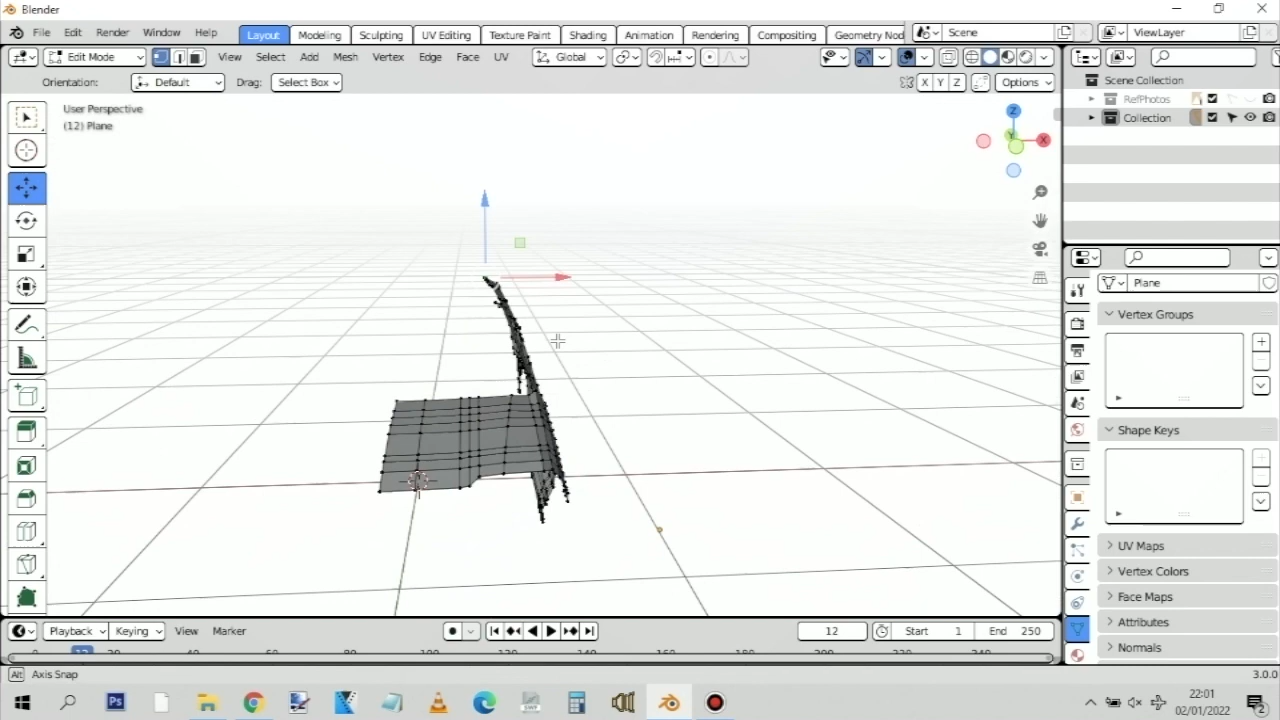 Blender
File Edit Render Window Help
Layout Modeling Sculpting UV Editing Texture Paint Shading Animation Rendering Compositing Geometry Nod
Scene ViewLayer
Edit Mode View Select Add Mesh Vertex Edge Face UV Global
Orientation: Default Drag: Select Box X Y Z Options
User Perspective
(12) Plane
Z
Y
X
Scene Collection
RefPhotos
Collection
Plane
Vertex Groups
Shape Keys
UV Maps
Vertex Colors
Face Maps
Attributes
Normals
Playback Keying View Marker 12 Start 1 End 250
Alt Axis Snap 3.0.0
Ps
22:01
02/01/2022
2